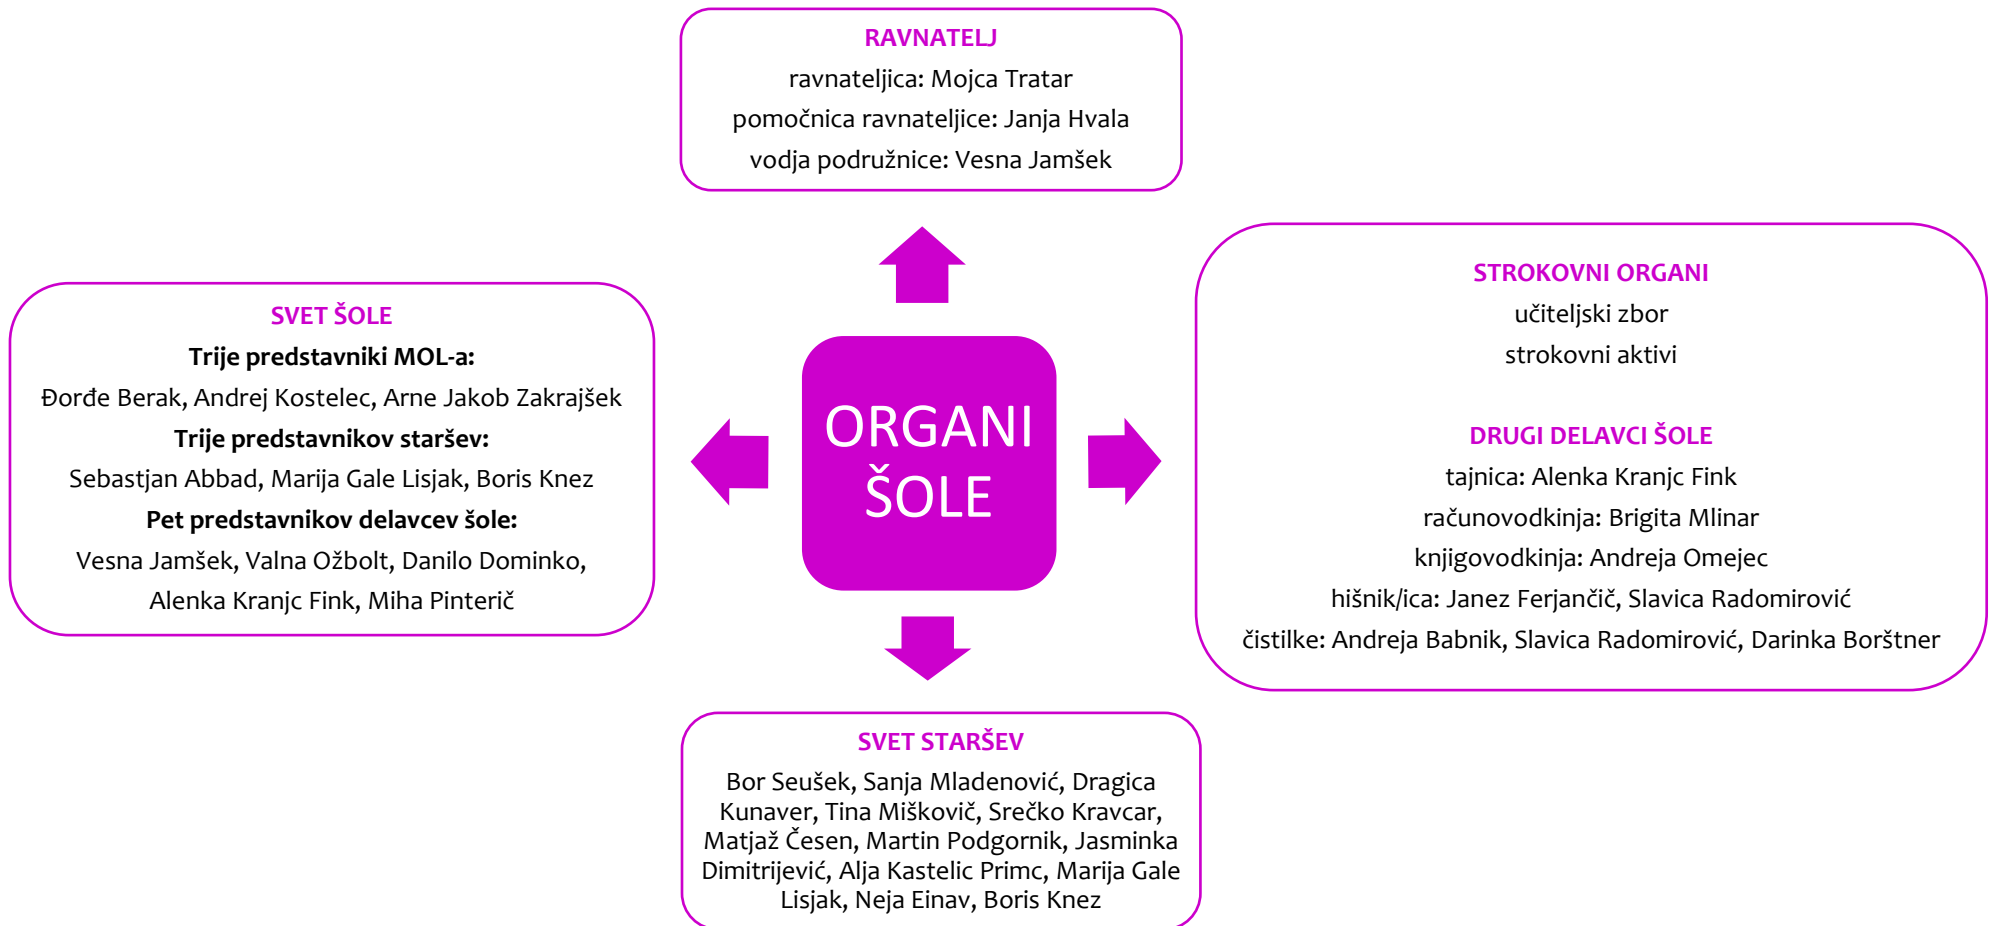 RAVNATELJ
ravnateljica: Mojca Tratar
pomočnica ravnateljice: Janja Hvala
vodja podružnice: Vesna Jamšek
SVET ŠOLE
Trije predstavniki MOL-a:
Đorđe Berak, Andrej Kostelec, Arne Jakob Zakrajšek
Trije predstavnikov staršev:
Sebastjan Abbad, Marija Gale Lisjak, Boris Knez
Pet predstavnikov delavcev šole:
Vesna Jamšek, Valna Ožbolt, Danilo Dominko,
Alenka Kranjc Fink, Miha Pinterič
ORGANI
ŠOLE
STROKOVNI ORGANI
učiteljski zbor
strokovni aktivi
DRUGI DELAVCI ŠOLE
tajnica: Alenka Kranjc Fink
računovodkinja: Brigita Mlinar
knjigovodkinja: Andreja Omejec
hišnik/ica: Janez Ferjančič, Slavica Radomirović
čistilke: Andreja Babnik, Slavica Radomirović, Darinka Borštner
SVET STARŠEV
Bor Seušek, Sanja Mladenović, Dragica
Kunaver, Tina Miškovič, Srečko Kravcar,
Matjaž Česen, Martin Podgornik, Jasminka
Dimitrijević, Alja Kastelic Primc, Marija Gale
Lisjak, Neja Einav, Boris Knez